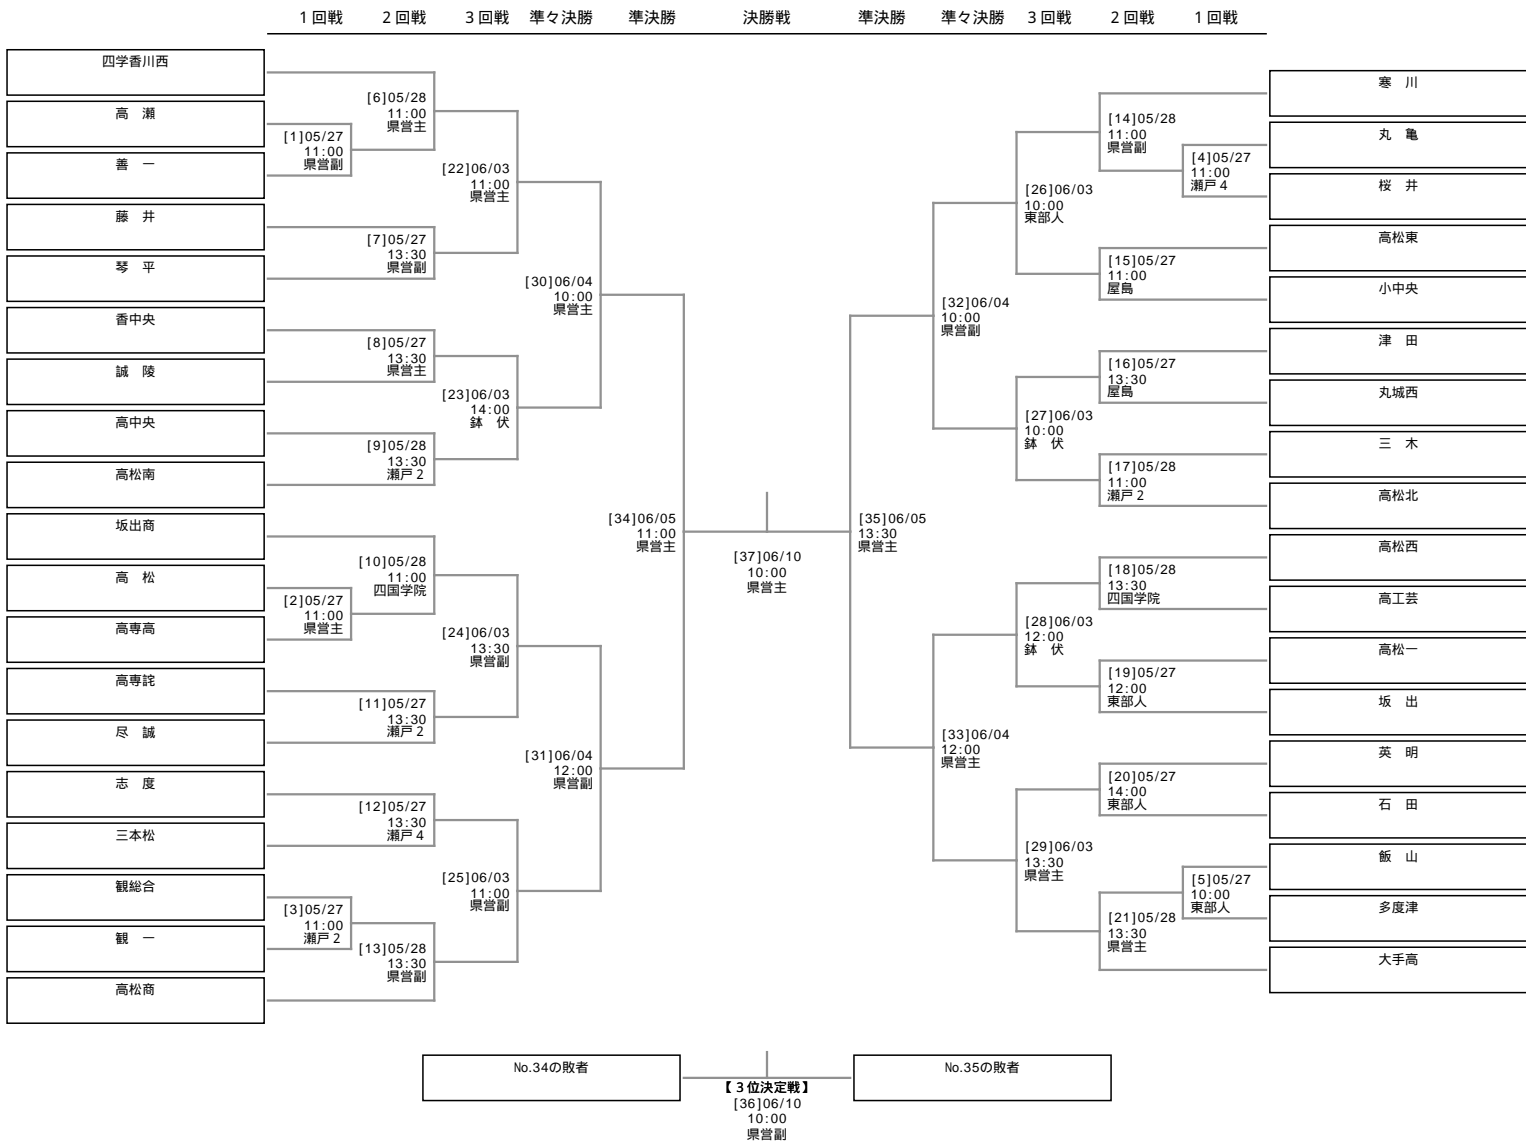 1回戦 2回戦 3回戦 準々決勝 準決勝 決勝戦 準決勝 準々決勝 3回戦 2回戦 1回戦
四学香川西
高　瀬
善　一
藤　井
琴　平
香中央
誠　陵
高中央
高松南
坂出商
高　松
高専高
高専詫
尽　誠
志　度
三本松
観総合
観　一
高松商
[1]05/27
11:00
県営副
[2]05/27
11:00
県営主
[3]05/27
11:00
瀬戸2
[6]05/28
11:00
県営主
[7]05/27
13:30
県営副
[8]05/27
13:30
県営主
[9]05/28
13:30
瀬戸2
[10]05/28
11:00
四国学院
[11]05/27
13:30
瀬戸2
[12]05/27
13:30
瀬戸4
[13]05/28
13:30
県営副
[22]06/03
11:00
県営主
[23]06/03
14:00
鉢　伏
[24]06/03
13:30
県営副
[25]06/03
11:00
県営副
[30]06/04
10:00
県営主
[31]06/04
12:00
県営副
[34]06/05
11:00
県営主
[37]06/10
10:00
県営主
[35]06/05
13:30
県営主
[32]06/04
10:00
県営副
[33]06/04
12:00
県営主
[26]06/03
10:00
東部人
[27]06/03
10:00
鉢　伏
[28]06/03
12:00
鉢　伏
[29]06/03
13:30
県営主
[14]05/28
11:00
県営副
[15]05/27
11:00
屋島
[16]05/27
13:30
屋島
[17]05/28
11:00
瀬戸2
[18]05/28
13:30
四国学院
[19]05/27
12:00
東部人
[20]05/27
14:00
東部人
[21]05/28
13:30
県営主
[4]05/27
11:00
瀬戸4
[5]05/27
10:00
東部人
寒　川
丸　亀
桜　井
高松東
小中央
津　田
丸城西
三　木
高松北
高松西
高工芸
高松一
坂　出
英　明
石　田
飯　山
多度津
大手高
No.34の敗者
No.35の敗者
【3位決定戦】
[36]06/10
10:00
県営副